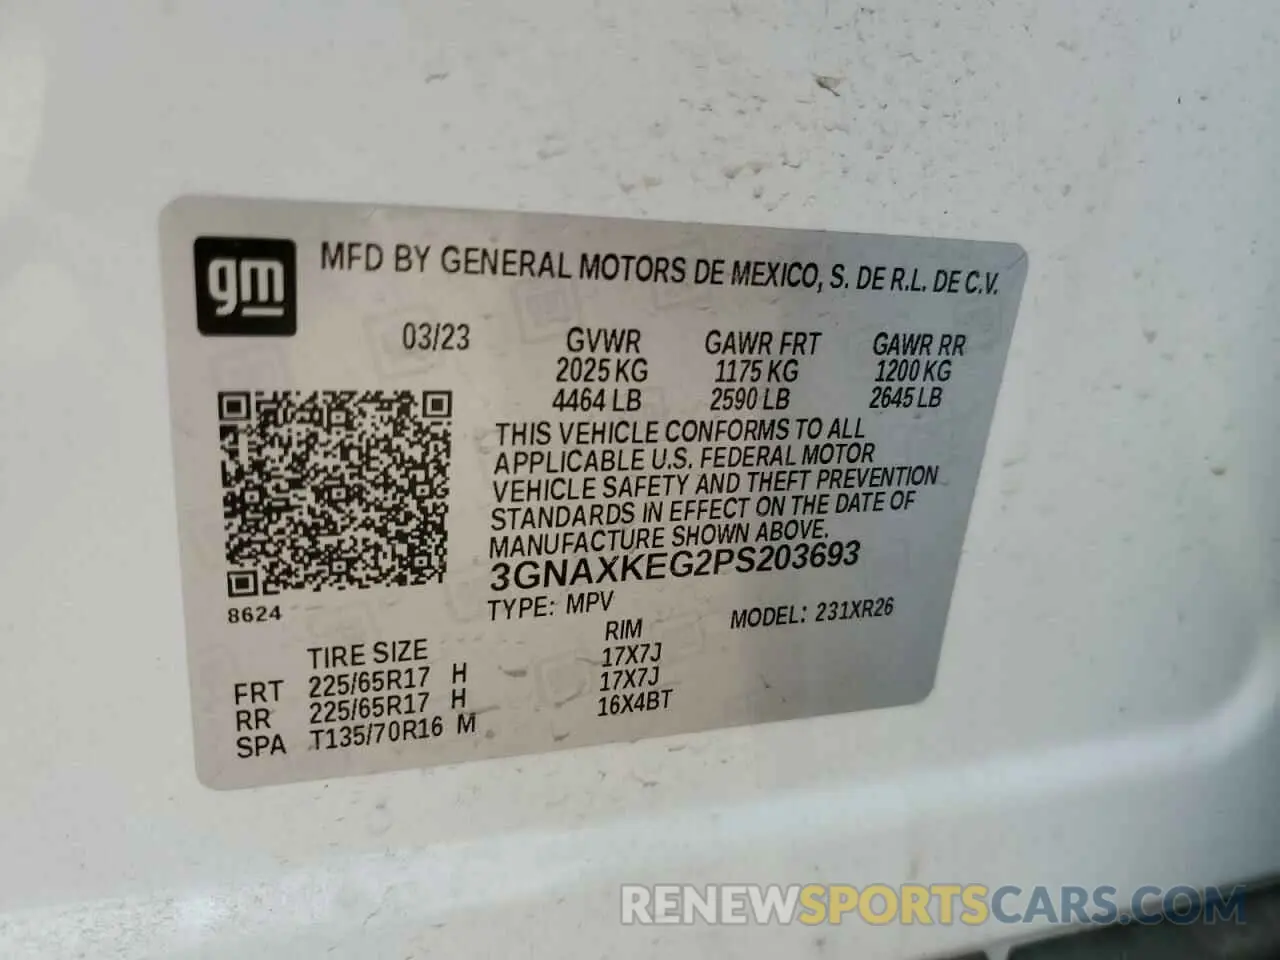 gm
MFD BY GENERAL MOTORS DE MEXICO, S. DE R.L. DE C.V.
03/23 GVWR GAWR FRT GAWR RR
2025 KG 1175 KG 1200 KG
4464 LB 2590 LB 2645 LB
THIS VEHICLE CONFORMS TO ALL
APPLICABLE U.S. FEDERAL MOTOR
VEHICLE SAFETY AND THEFT PREVENTION
STANDARDS IN EFFECT ON THE DATE OF
MANUFACTURE SHOWN ABOVE.
3GNAXKEG2PS203693
8624 TYPE: MPV MODEL: 231XR26
TIRE SIZE RIM
FRT 225/65R17 H 17X7J
RR 225/65R17 H 17X7J
SPA T135/70R16 M 16X4BT
RENEWSPORTSCARS.COM